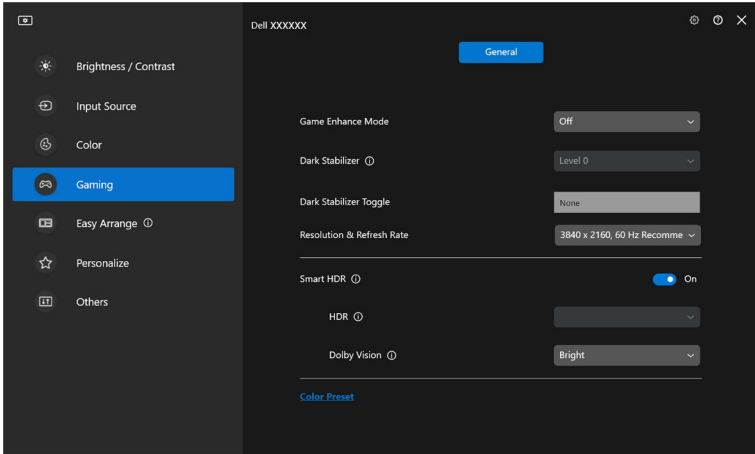 Dell XXXXXX
General
Brightness / Contrast
Input Source
Color
Gaming
Easy Arrange
Personalize
Others
Game Enhance Mode
Off
Dark Stabilizer
Level 0
Dark Stabilizer Toggle
None
Resolution & Refresh Rate
3840 x 2160, 60 Hz Recomme
Smart HDR
On
HDR
Dolby Vision
Bright
Color Preset